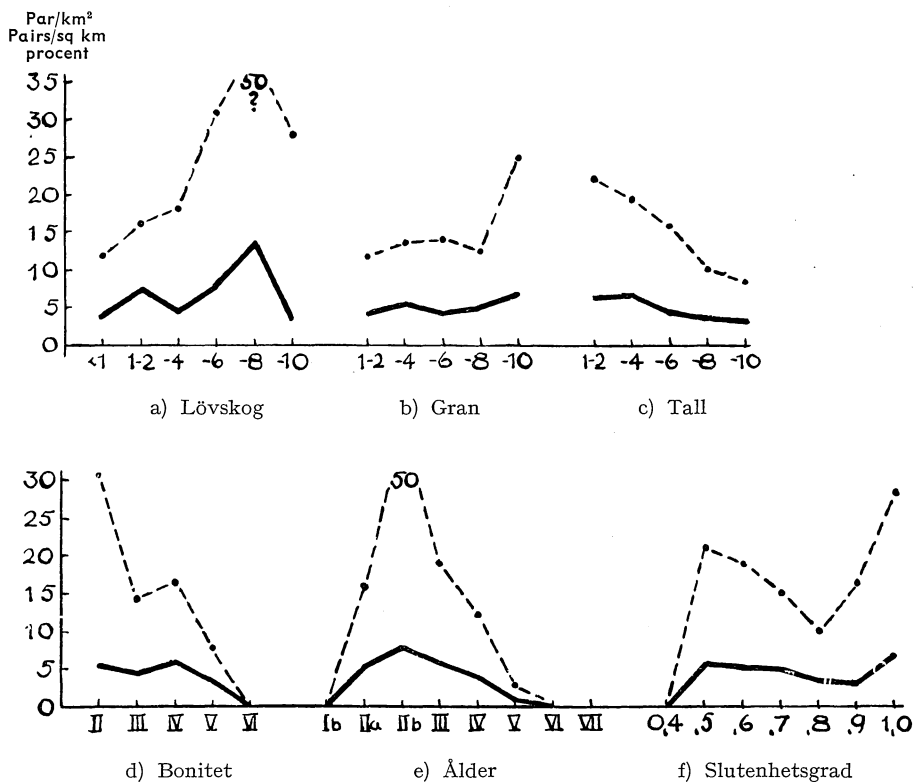 Par/km²
Pairs/sq km
procent
35
30
25
20
15
10
5
0
50
?
<1 1-2 -4 -6 -8 -10
1-2 -4 -6 -8 -10
1-2 -4 -6 -8 -10
a) Lövskog
b) Gran
c) Tall
30
25
20
15
10
5
0
50
II III IV V VI
Ib IIa IIb III IV V VI VII
0,4 ,5 ,6 ,7 ,8 ,9 1,0
d) Bonitet
e) Ålder
f) Slutenhetsgrad